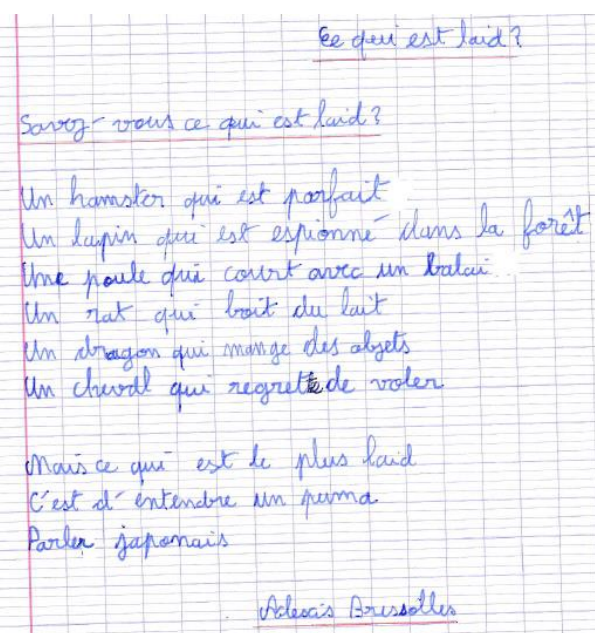 Ce qui est laid ?
Savez-vous ce qui est laid ?
Un hamster qui est parfait
Un lapin qui est espionné dans la forêt
Une poule qui court avec un balai
Un rat qui boit du lait
Un dragon qui mange des objets
Un cheval qui regrette de voler
Mais ce qui est le plus laid
C'est d'entendre un puma
Parler japonais
Alexis